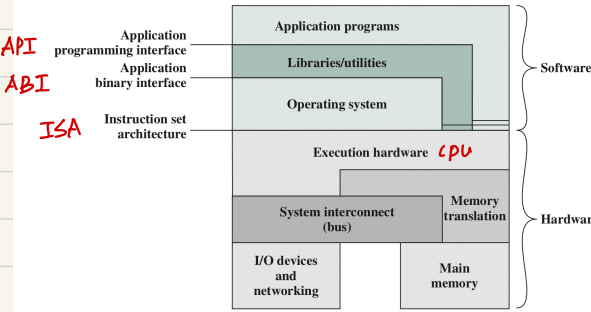 Application programs
API
Application
programming interface
Libraries/utilities
Software
ABI
Application
binary interface
Operating system
ISA
Instruction set
architecture
Execution hardware CPU
Memory
translation
System interconnect
(bus)
Hardwar
I/O devices
and
networking
Main
memory